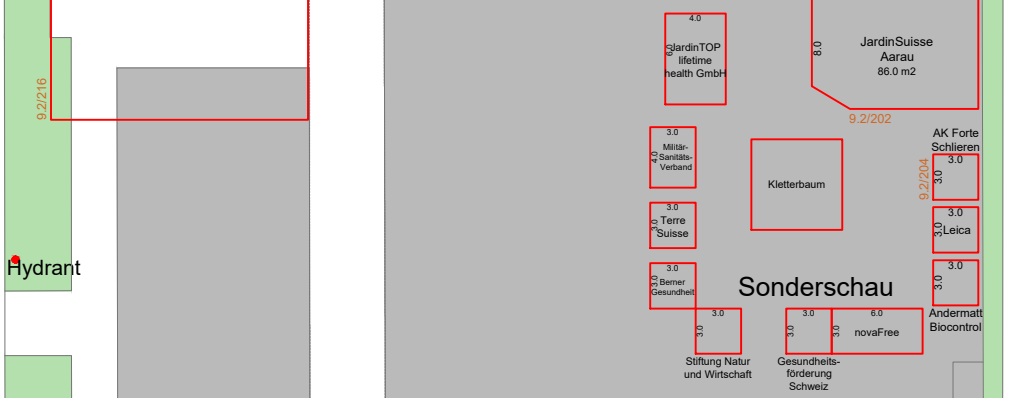 4.0
6.0
JardinTOP
lifetime
health GmbH
8.0
JardinSuisse
Aarau
86.0 m2
9.2/216
9.2/202
3.0
4.0
Militär-
Sanitäts-
Verband
Kletterbaum
AK Forte
Schlieren
3.0
3.0
9.2/204
3.0
3.0
Terre
Suisse
3.0
3.0
Leica
Hydrant
3.0
3.0
Berner
Gesundheit
Sonderschau
3.0
3.0
Andermatt
Biocontrol
3.0
3.0
Stiftung Natur
und Wirtschaft
3.0
3.0
Gesundheits-
förderung
Schweiz
6.0
3.0
novaFree